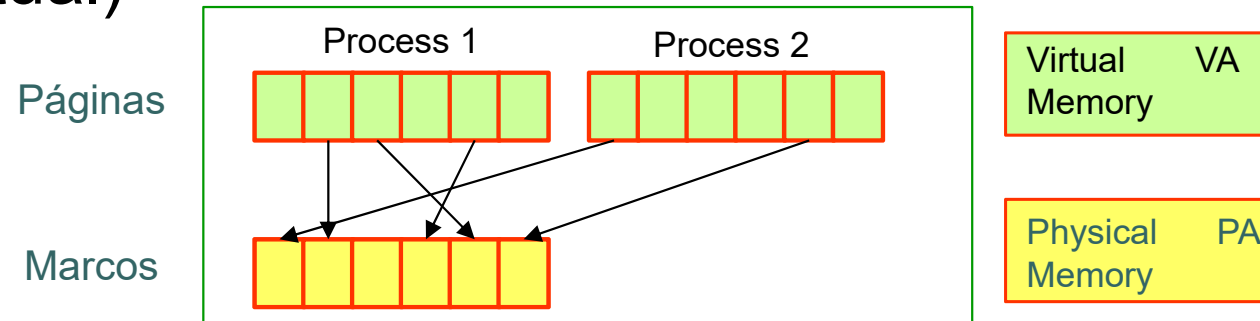 Process 1
Process 2
Páginas
Virtual VA
Memory
Marcos
Physical PA
Memory